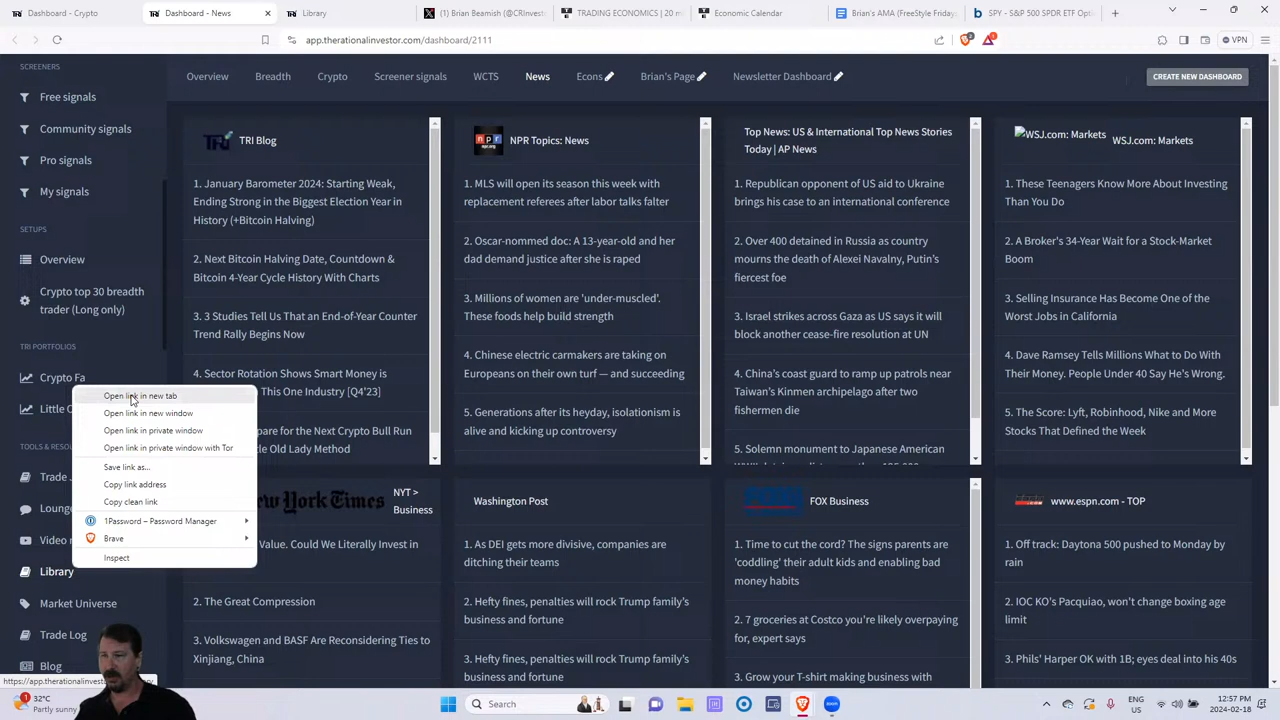 Dashboard - News
Dashboard - News
Library
Brian Beamish (@CRInvest
TRADING ECONOMICS | 20 m
Economic Calendar
Brian's AMA (FreeStyle Friday
SPY - S&P 500 SPDR ETF Opti
app.therationalinvestor.com/dashboard/2111
VPN
SCREENERS
Free signals
Community signals
Pro signals
My signals
SETUPS
Overview
Crypto top 30 breadth
trader (Long only)
TRI PORTFOLIOS
Crypto Fa
Little
TOOLS & RESO
Trade
Loung
Video
Library
Market Universe
Trade Log
Blog
Overview
Breadth
Crypto
Screener signals
WCTS
News
Econs
Brian's Page
Newsletter Dashboard
CREATE NEW DASHBOARD
TRI Blog
1. January Barometer 2024: Starting Weak,
Ending Strong in the Biggest Election Year in
History (+Bitcoin Halving)
2. Next Bitcoin Halving Date, Countdown &
Bitcoin 4-Year Cycle History With Charts
3. 3 Studies Tell Us That an End-of-Year Counter
Trend Rally Begins Now
4. Sector Rotation Shows Smart Money is
This One Industry [Q4'23]
epare for the Next Crypto Bull Run
le Old Lady Method
npr
NPR Topics: News
1. MLS will open its season this week with
replacement referees after labor talks falter
2. Oscar-nommed doc: A 13-year-old and her
dad demand justice after she is raped
3. Millions of women are 'under-muscled'.
These foods help build strength
4. Chinese electric carmakers are taking on
Europeans on their own turf — and succeeding
5. Generations after its heyday, isolationism is
alive and kicking up controversy
Top News: US & International Top News Stories
Today | AP News
1. Republican opponent of US aid to Ukraine
brings his case to an international conference
2. Over 400 detained in Russia as country
mourns the death of Alexei Navalny, Putin's
fiercest foe
3. Israel strikes across Gaza as US says it will
block another cease-fire resolution at UN
4. China's coast guard ramps up patrols near
Taiwan's Kinmen archipelago after two
fishermen die
5. Solemn monument to Japanese American
WSJ.com: Markets
WSJ.com: Markets
1. These Teenagers Know More About Investing
Than You Do
2. A Broker's 34-Year Wait for a Stock-Market
Boom
3. Selling Insurance Has Become One of the
Worst Jobs in California
4. Dave Ramsey Tells Millions What to Do With
Their Money. People Under 40 Say He's Wrong.
5. The Score: Lyft, Robinhood, Nike and More
Stocks That Defined the Week
Open link in new tab
Open link in new window
Open link in private window
Open link in private window with Tor
Save link as...
Copy link address
Copy clean link
1Password – Password Manager
Brave
Inspect
New York Times
NYT >
Business
Value. Could We Literally Invest in
2. The Great Compression
3. Volkswagen and BASF Are Reconsidering Ties to
Xinjiang, China
Washington Post
1. As DEI gets more divisive, companies are
ditching their teams
2. Hefty fines, penalties will rock Trump family's
business and fortune
3. Hefty fines, penalties will rock Trump family's
business and fortune
FOX Business
1. Time to cut the cord? The signs parents are
'coddling' their adult kids and enabling bad
money habits
2. 7 groceries at Costco you're likely overpaying
for, expert says
3. Grow your T-shirt making business with
www.espn.com - TOP
1. Off track: Daytona 500 pushed to Monday by
rain
2. IOC KO's Pacquiao, won't change boxing age
limit
3. Phils' Harper OK with 1B; eyes deal into his 40s
https://app.therationalinvestor.com/
32°C
Partly sunny
Search
ENG
US
12:57 PM
2024-02-18